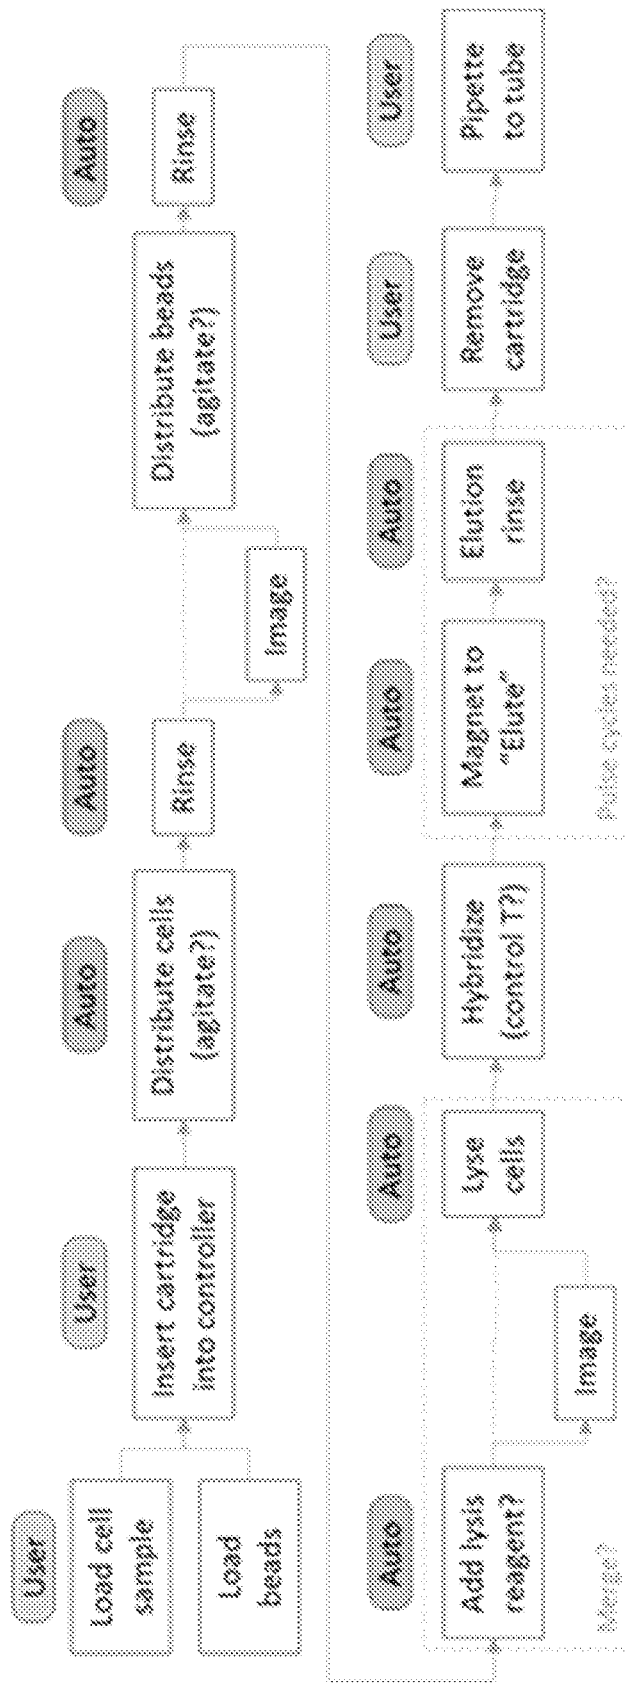 User
Load cell
sample
Load
beads
User
Insert cartridge
into controller
Auto
Distribute cells
(agitate?)
Auto
Rinse
Image
Distribute beads
(agitate?)
Auto
Rinse
Auto
Add lysis
reagent?
Image
Merge?
Auto
Lyse
cells
Auto
Hybridize
(control T?)
Auto
Magnet to
"Elute"
Auto
Elution
rinse
Pulse cycles needed?
User
Remove
cartridge
User
Pipette
to tube